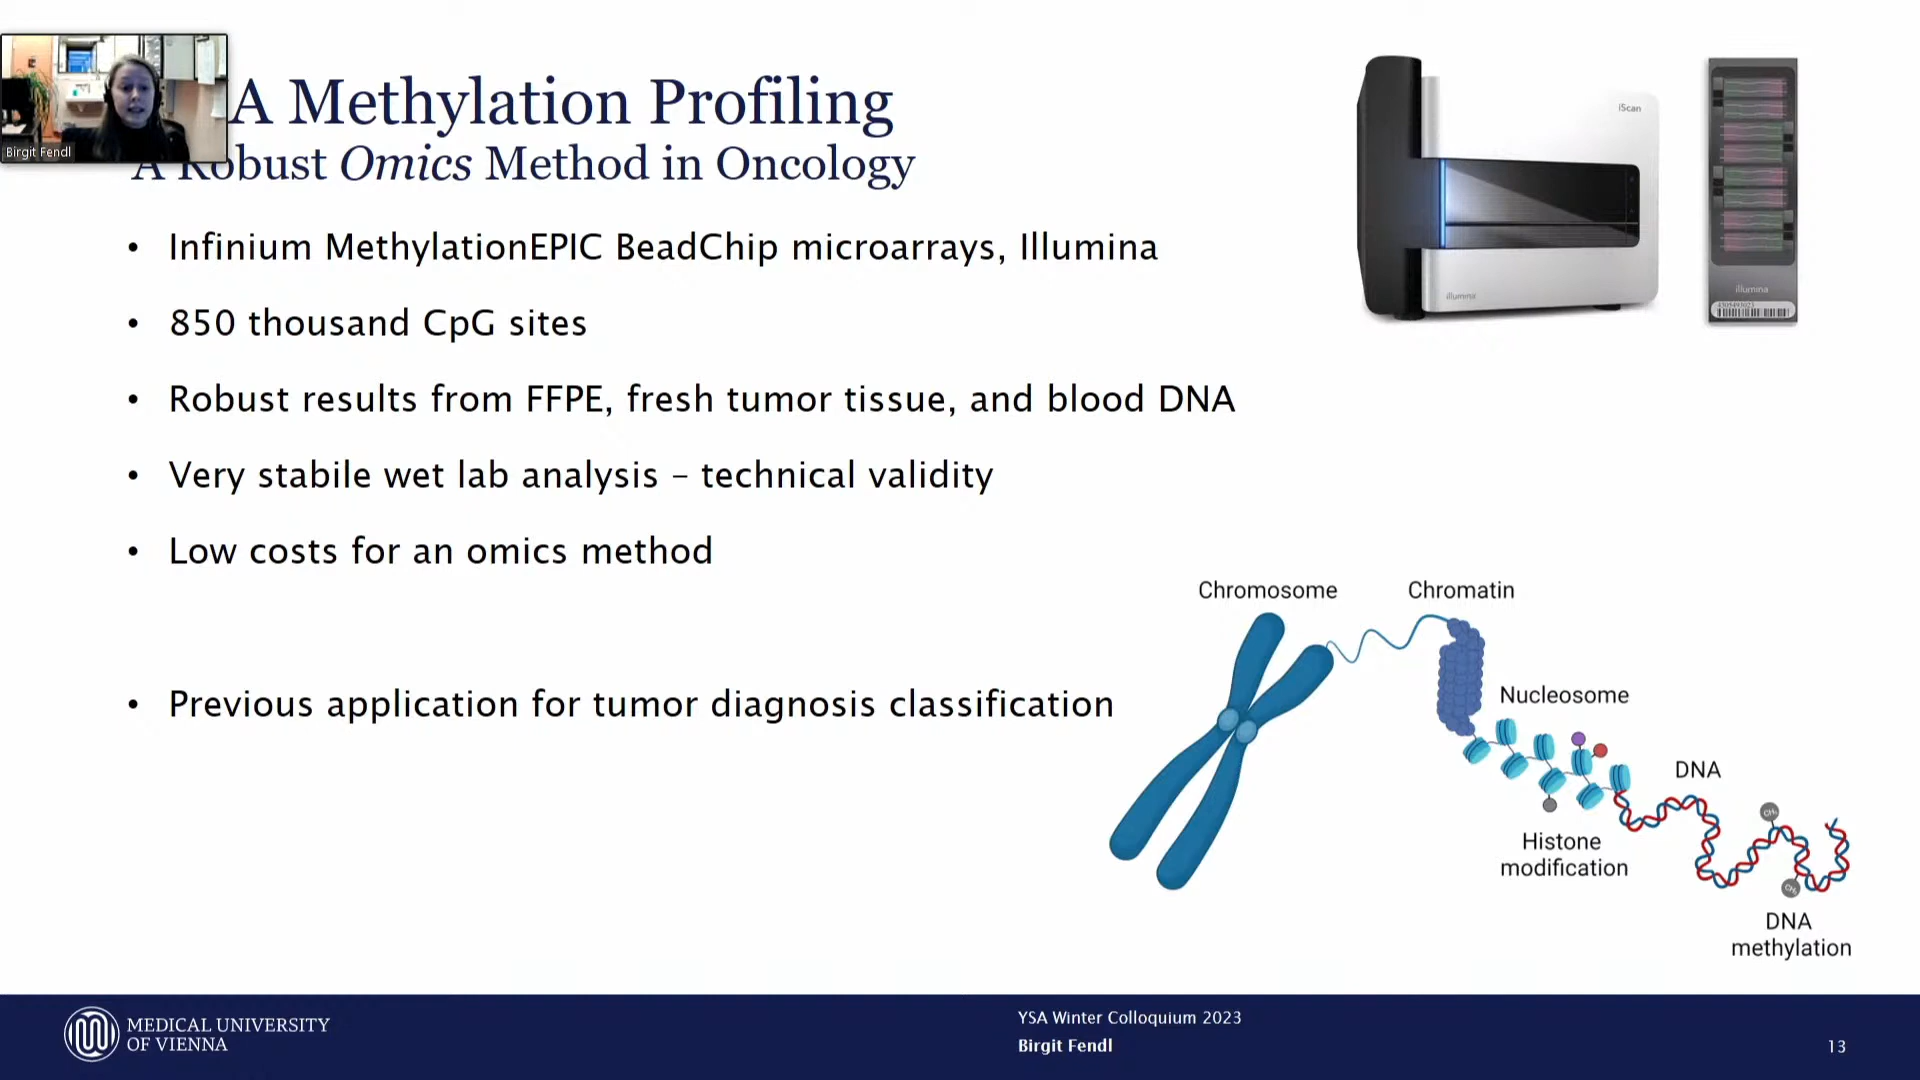 Birgit Fendl
A Methylation Profiling
A Robust Omics Method in Oncology
iScan
illumina
illumina
• Infinium MethylationEPIC BeadChip microarrays, Illumina
• 850 thousand CpG sites
• Robust results from FFPE, fresh tumor tissue, and blood DNA
• Very stabile wet lab analysis – technical validity
• Low costs for an omics method
• Previous application for tumor diagnosis classification
Chromosome
Chromatin
Nucleosome
DNA
Histone
modification
CH₃
CH₃
DNA
methylation
MEDICAL UNIVERSITY
OF VIENNA
YSA Winter Colloquium 2023
Birgit Fendl
13